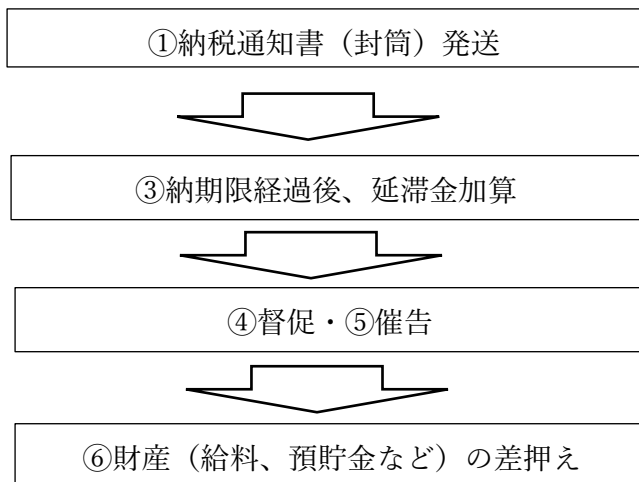 ①納税通知書（封筒）発送
③納期限経過後、延滞金加算
④督促・⑤催告
⑥財産（給料、預貯金など）の差押え